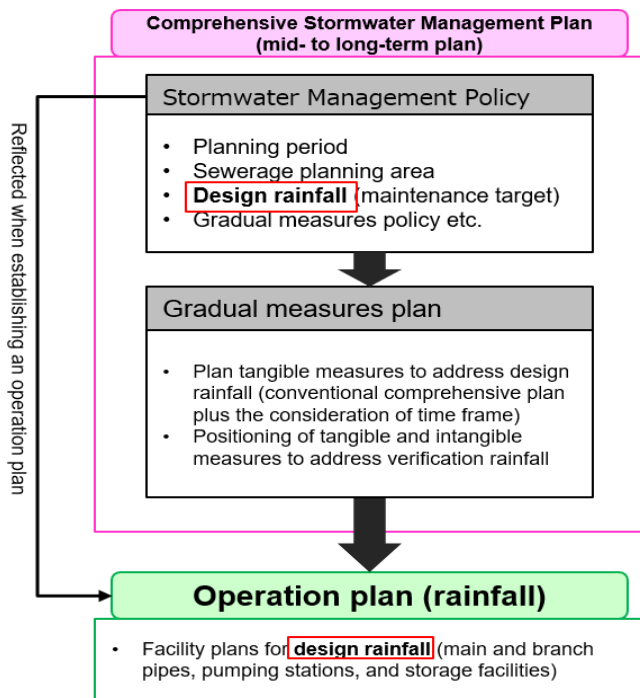 Comprehensive Stormwater Management Plan
(mid- to long-term plan)
Reflected when establishing an operation plan
Stormwater Management Policy
• Planning period
• Sewerage planning area
• Design rainfall (maintenance target)
• Gradual measures policy etc.
Gradual measures plan
• Plan tangible measures to address design
rainfall (conventional comprehensive plan
plus the consideration of time frame)
• Positioning of tangible and intangible
measures to address verification rainfall
Operation plan (rainfall)
• Facility plans for design rainfall (main and branch
pipes, pumping stations, and storage facilities)